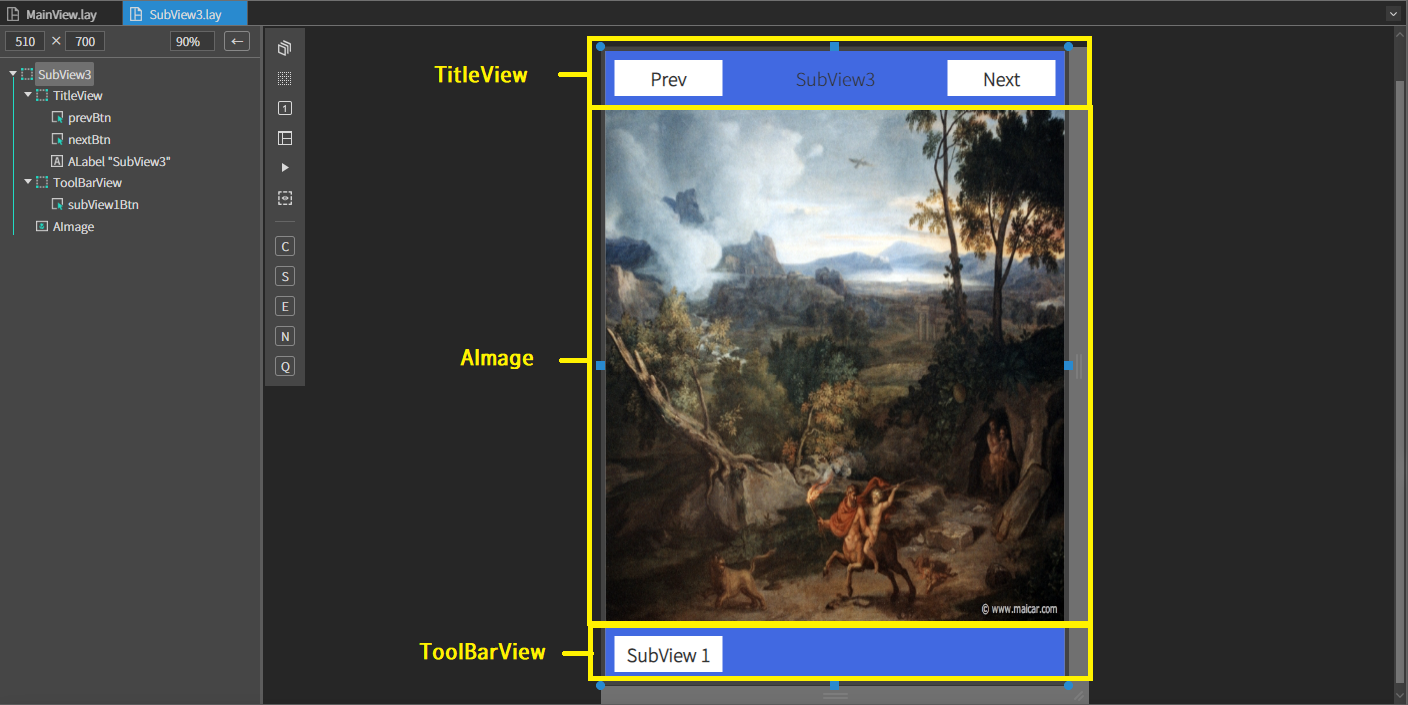 MainView.lay
SubView3.lay
510 × 700 90%
SubView3
TitleView
prevBtn
nextBtn
ALabel "SubView3"
ToolBarView
subView1Btn
AImage
1
C
S
E
N
Q
TitleView
Prev SubView3 Next
AImage
© www.maicar.com
ToolBarView
SubView 1